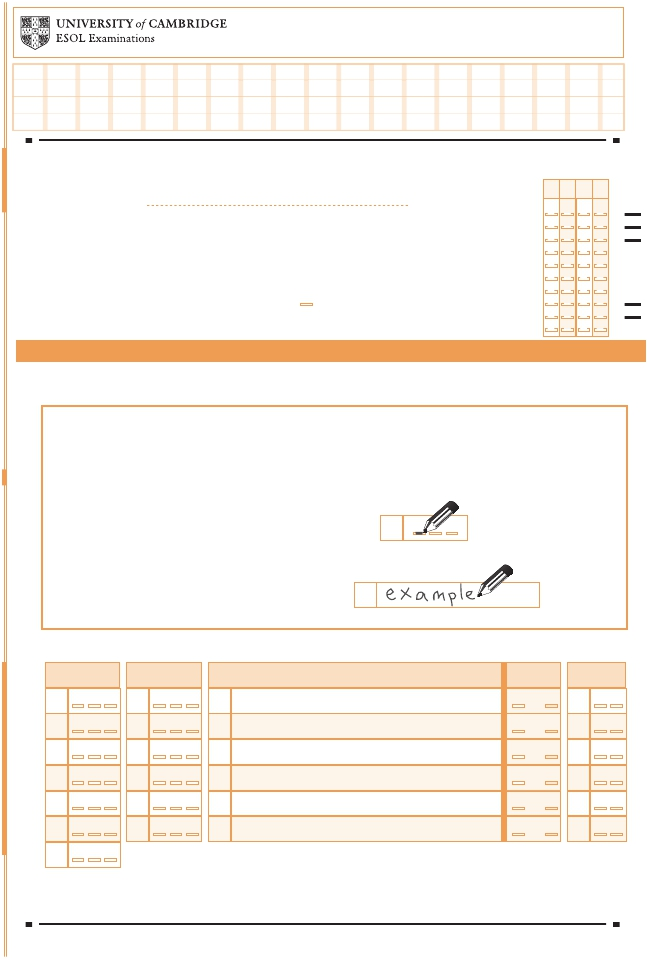 UNIVERSITY of CAMBRIDGE
ESOL Examinations
example